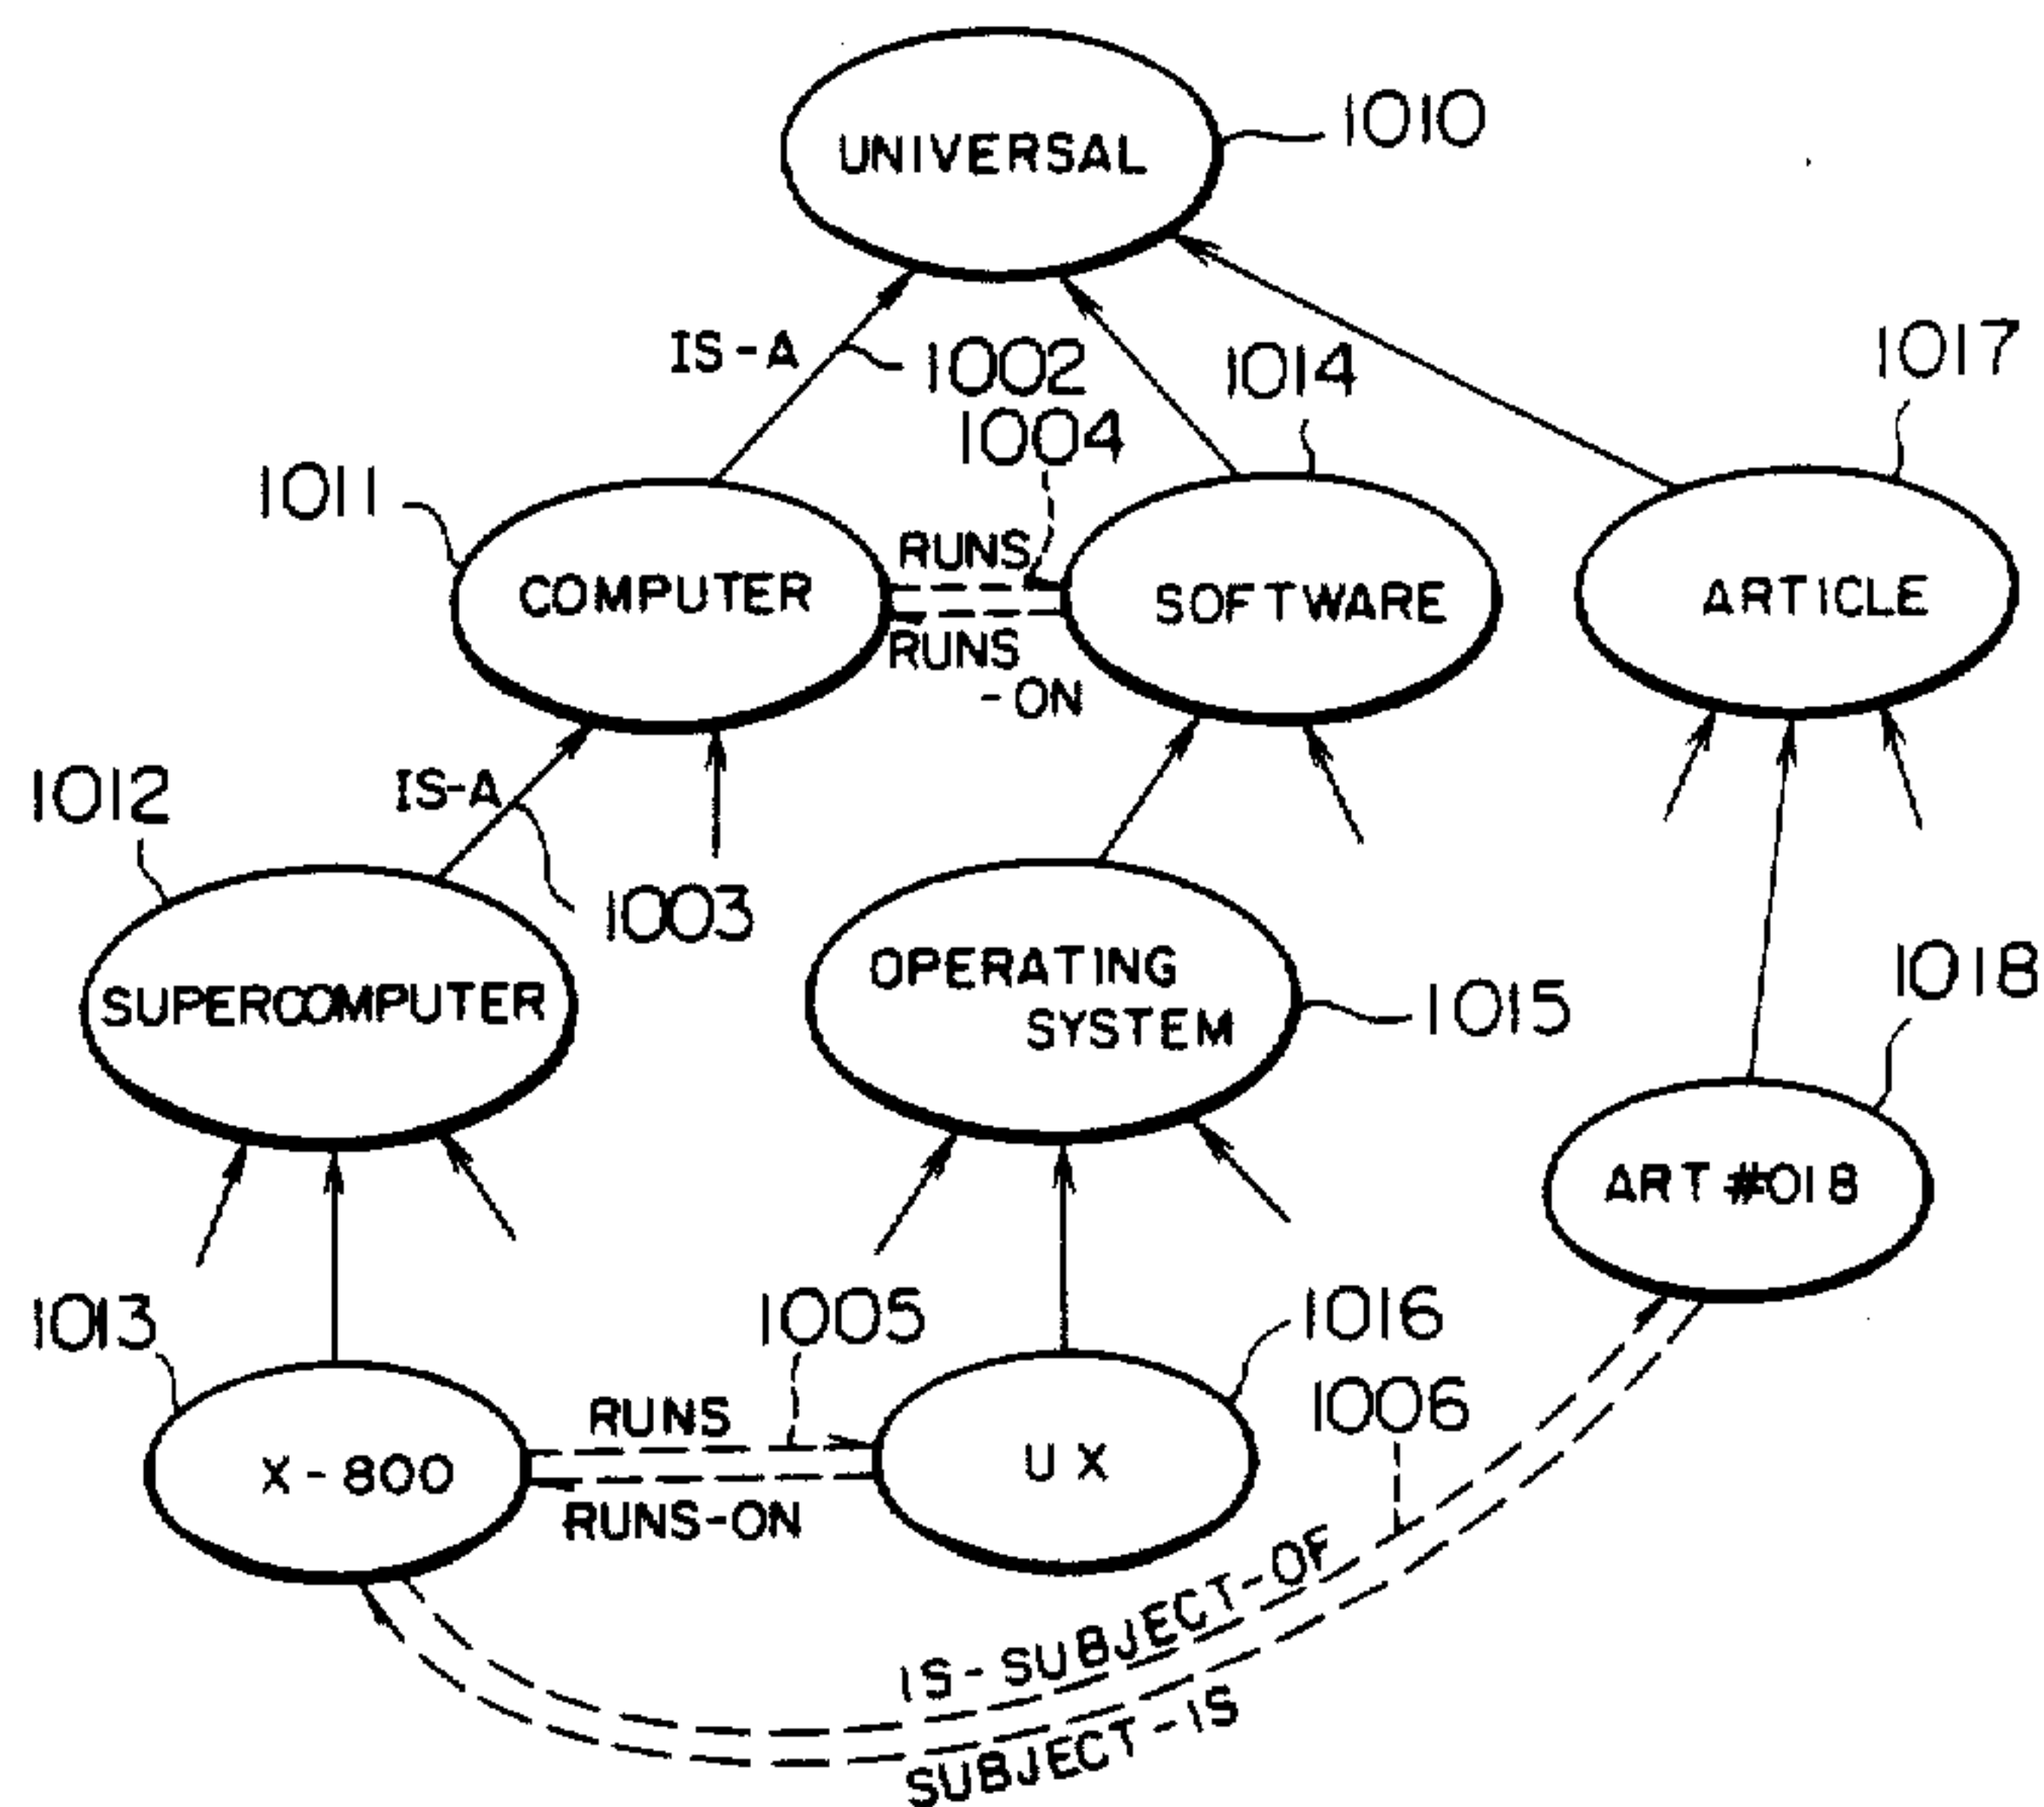 UNIVERSAL
1010
IS-A
1002
1004
1014
1017
1011
COMPUTER
RUNS
RUNS
-ON
SOFTWARE
ARTICLE
1012
IS-A
1003
SUPERCOMPUTER
OPERATING
SYSTEM
1015
1018
ART #018
1013
1005
1016
1006
X-800
RUNS
RUNS-ON
UX
IS-SUBJECT-OF
SUBJECT-IS